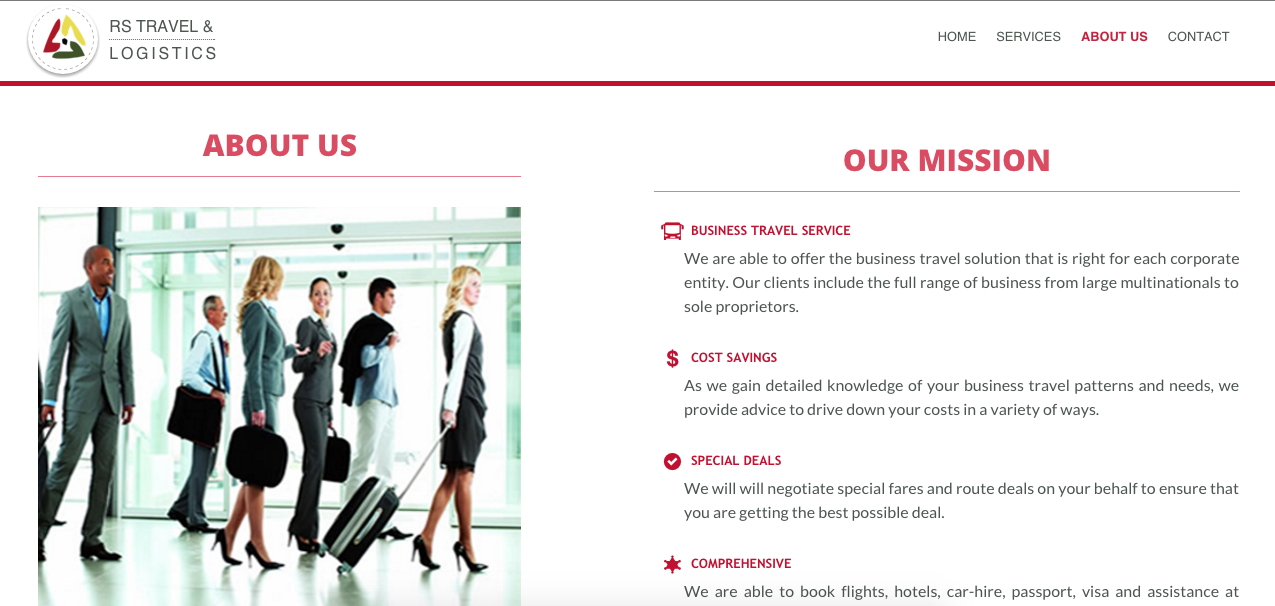 RS TRAVEL &
LOGISTICS
HOME SERVICES ABOUT US CONTACT
ABOUT US
OUR MISSION
BUSINESS TRAVEL SERVICE
We are able to offer the business travel solution that is right for each corporate
entity. Our clients include the full range of business from large multinationals to
sole proprietors.
$ COST SAVINGS
As we gain detailed knowledge of your business travel patterns and needs, we
provide advice to drive down your costs in a variety of ways.
SPECIAL DEALS
We will will negotiate special fares and route deals on your behalf to ensure that
you are getting the best possible deal.
COMPREHENSIVE
We are able to book flights, hotels, car-hire, passport, visa and assistance at